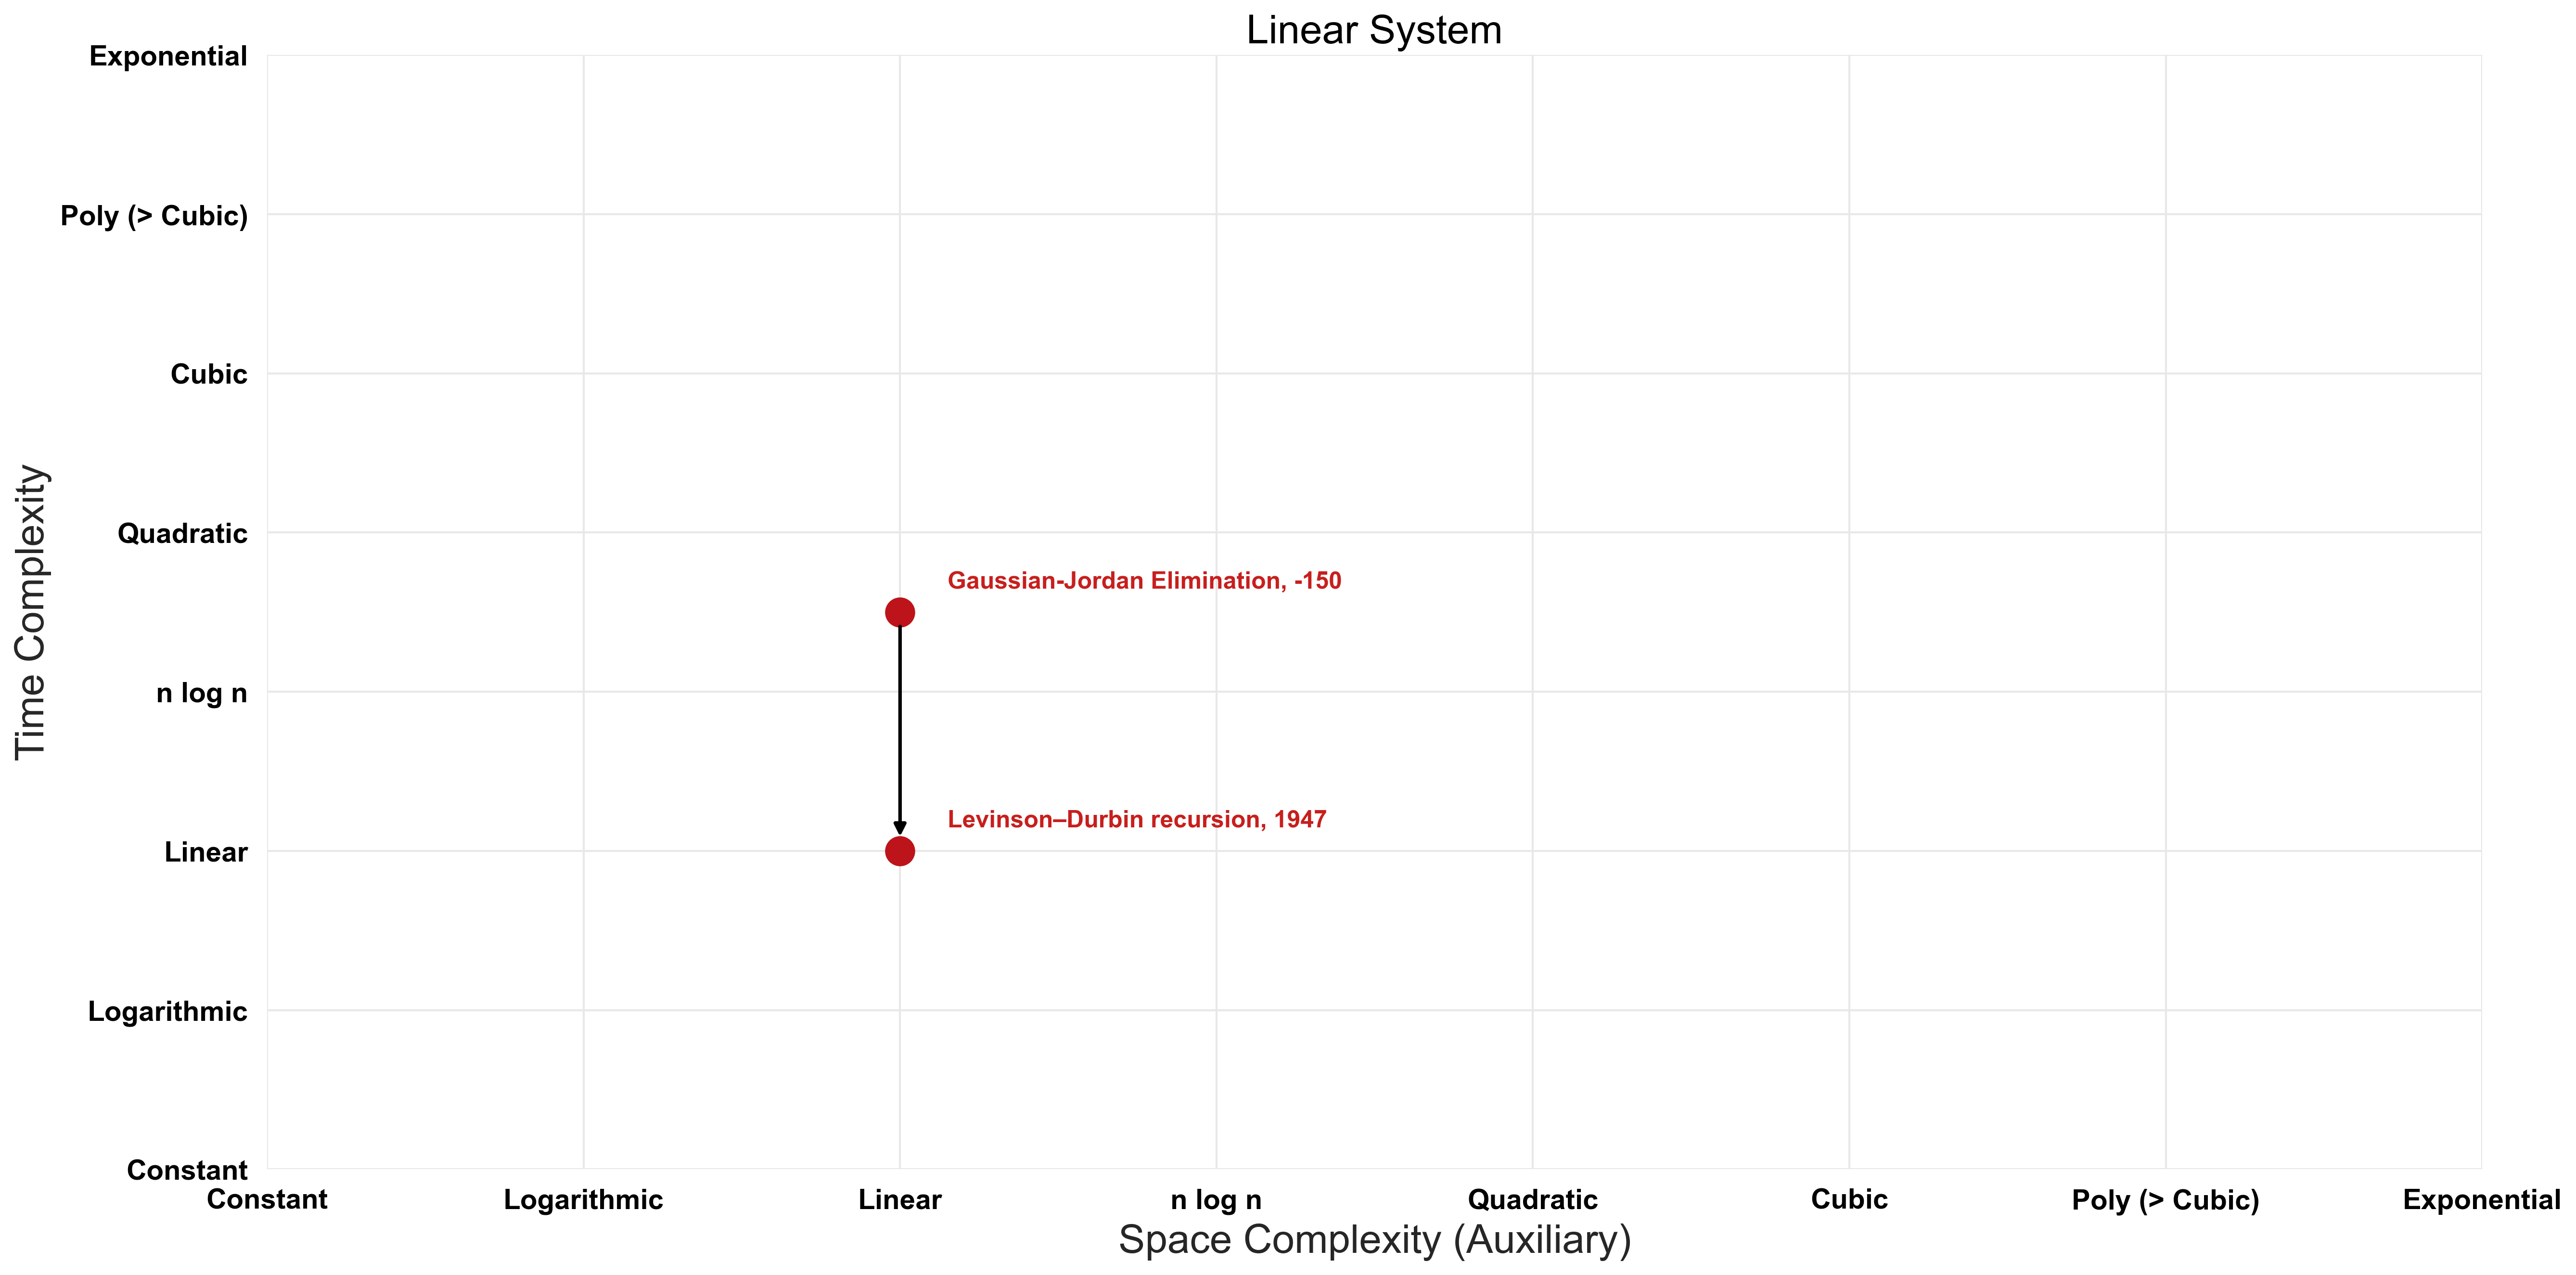 Linear System
Exponential
Poly (> Cubic)
Cubic
Quadratic
n log n
Linear
Logarithmic
Constant
Time Complexity
Gaussian-Jordan Elimination, -150
Levinson–Durbin recursion, 1947
Constant Logarithmic Linear n log n Quadratic Cubic Poly (> Cubic) Exponential
Space Complexity (Auxiliary)